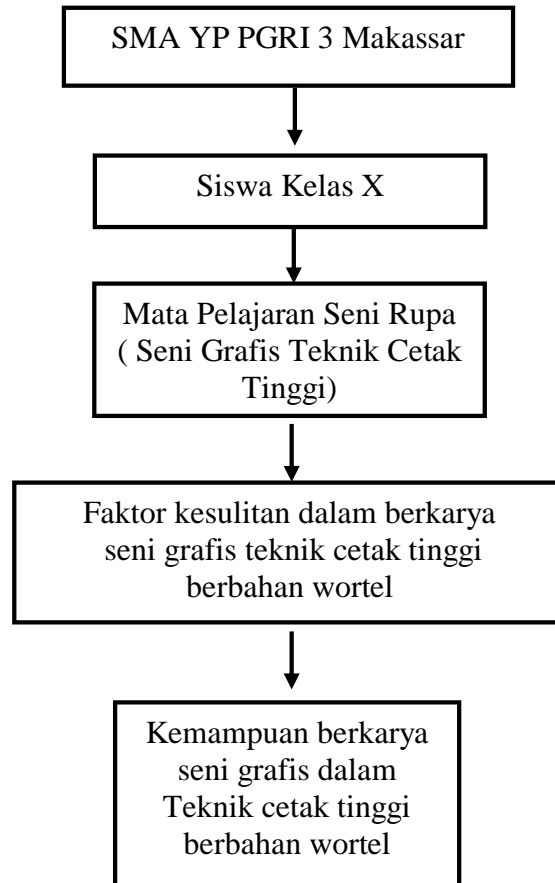 SMA YP PGRI 3 Makassar
Siswa Kelas X
Mata Pelajaran Seni Rupa
( Seni Grafis Teknik Cetak
Tinggi)
Faktor kesulitan dalam berkarya
seni grafis teknik cetak tinggi
berbahan wortel
Kemampuan berkarya
seni grafis dalam
Teknik cetak tinggi
berbahan wortel